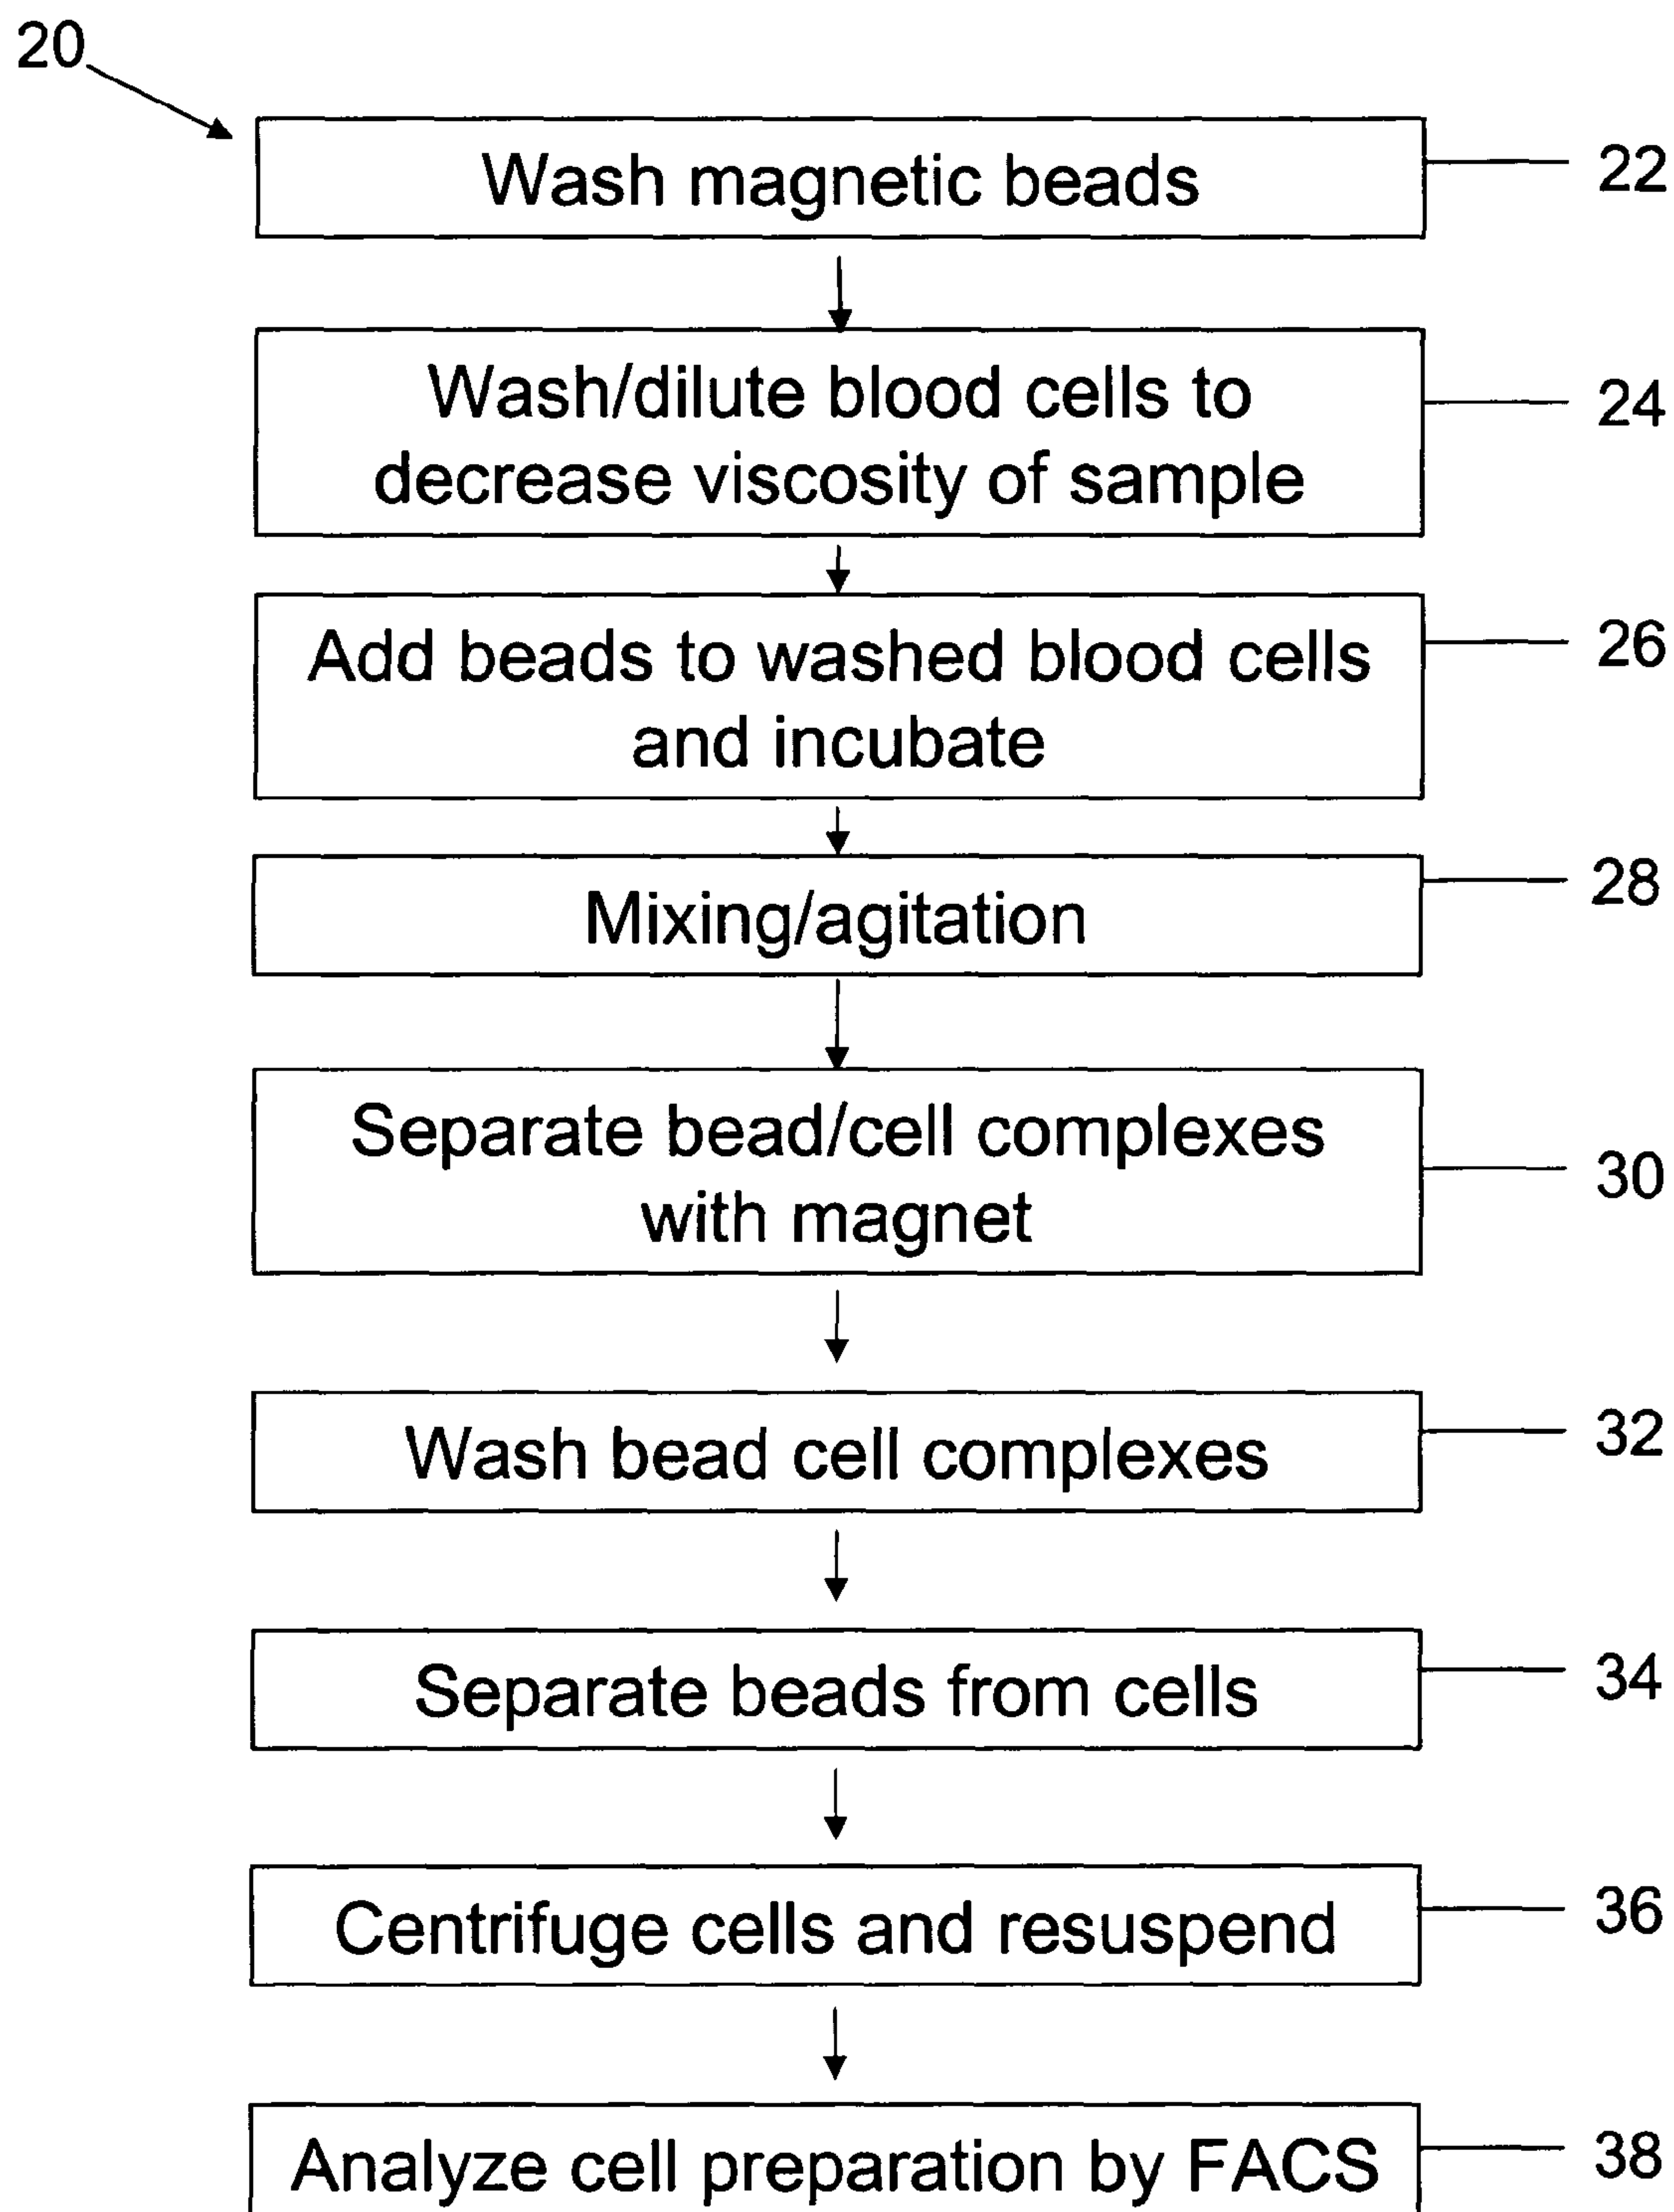 20
Wash magnetic beads
22
Wash/dilute blood cells to
decrease viscosity of sample
24
Add beads to washed blood cells
and incubate
26
Mixing/agitation
28
Separate bead/cell complexes
with magnet
30
Wash bead cell complexes
32
Separate beads from cells
34
Centrifuge cells and resuspend
36
Analyze cell preparation by FACS
38